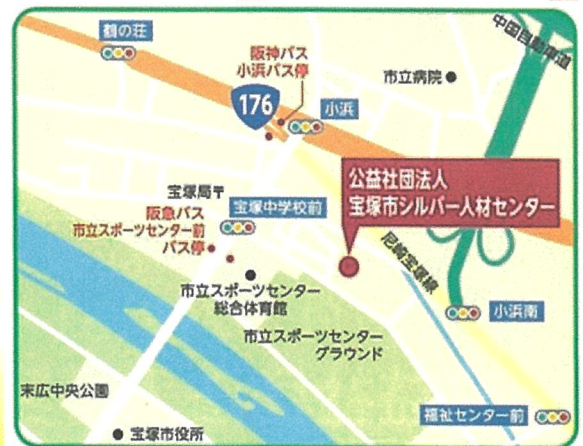 鶴の荘
阪神バス
小浜バス停
176
小浜
市立病院
中国自動車道
公益社団法人
宝塚市シルバー人材センター
宝塚局〒
阪急バス
市立スポーツセンター前
バス停
宝塚中学校前
尼崎宝塚線
市立スポーツセンター
総合体育館
小浜南
市立スポーツセンター
グラウンド
末広中央公園
宝塚市役所
福祉センター前